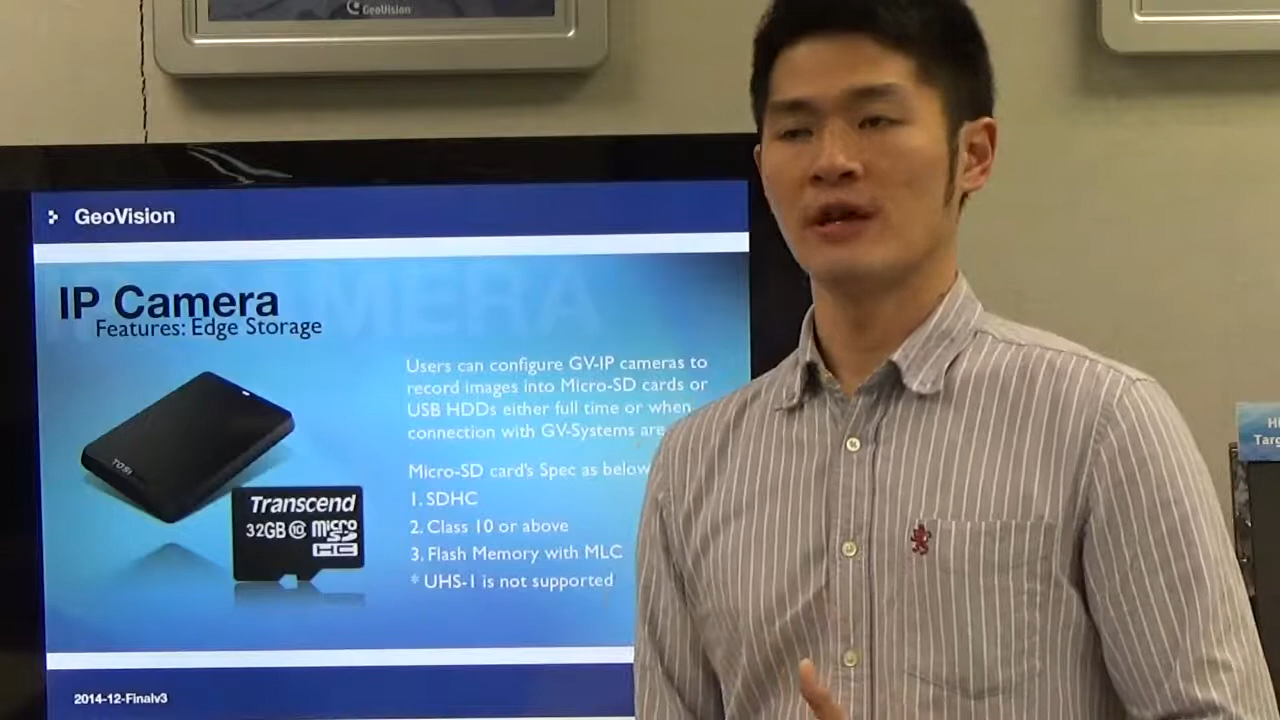 GeoVision
GeoVision
IP Camera
Features: Edge Storage
Users can configure GV-IP cameras to
record images into Micro-SD cards or
USB HDDs either full time or when
connection with GV-Systems are
Micro-SD card's Spec as below
1. SDHC
2. Class 10 or above
3. Flash Memory with MLC
* UHS-1 is not supported
Transcend
32GB 10 micro
SD
HC
2014-12-Finalv3